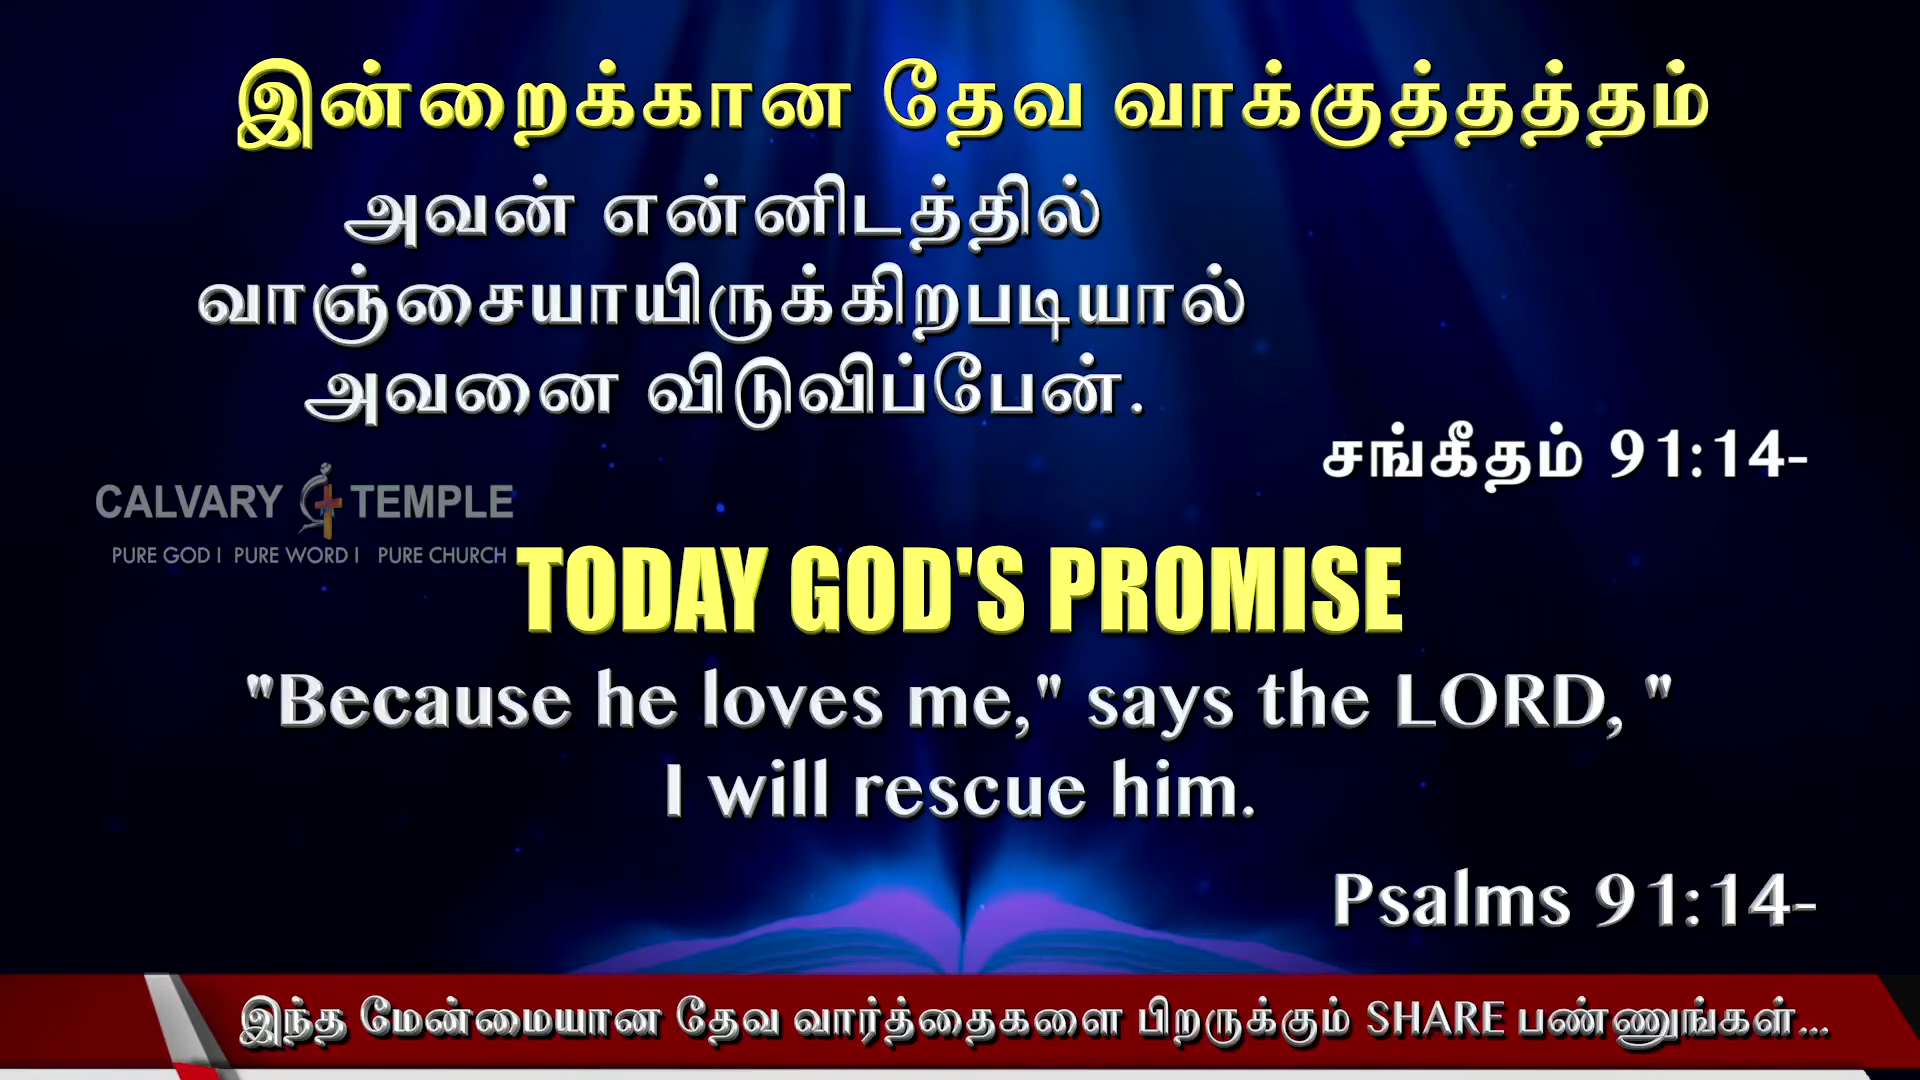 இன்றைக்கான தேவ வாக்குத்தத்தம்
அவன் என்னிடத்தில்
வாஞ்சையாயிருக்கிறபடியால்
அவனை விடுவிப்பேன்.
சங்கீதம் 91:14-
CALVARY TEMPLE
PURE GOD I PURE WORD I PURE CHURCH
TODAY GOD'S PROMISE
"Because he loves me," says the LORD, "
I will rescue him.
Psalms 91:14-
இந்த மேன்மையான தேவ வார்த்தைகளை பிறருக்கும் SHARE பண்ணுங்கள்...